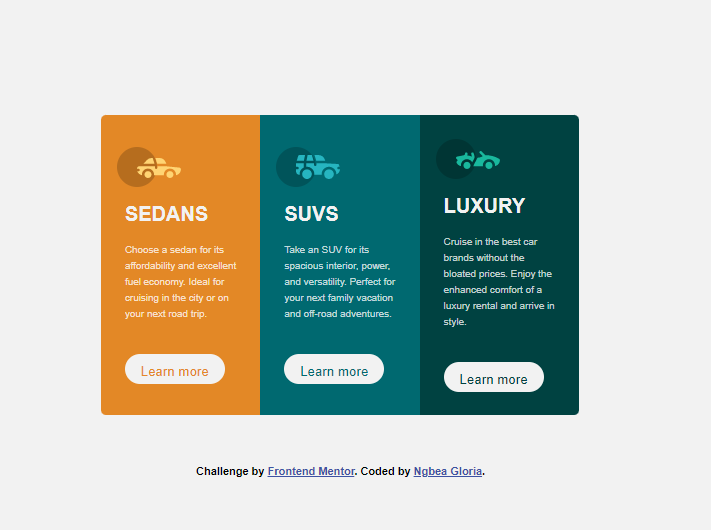 SEDANS
Choose a sedan for its
affordability and excellent
fuel economy. Ideal for
cruising in the city or on
your next road trip.
Learn more
SUVS
Take an SUV for its
spacious interior, power,
and versatility. Perfect for
your next family vacation
and off-road adventures.
Learn more
LUXURY
Cruise in the best car
brands without the
bloated prices. Enjoy the
enhanced comfort of a
luxury rental and arrive in
style.
Learn more
Challenge by Frontend Mentor. Coded by Ngbea Gloria.